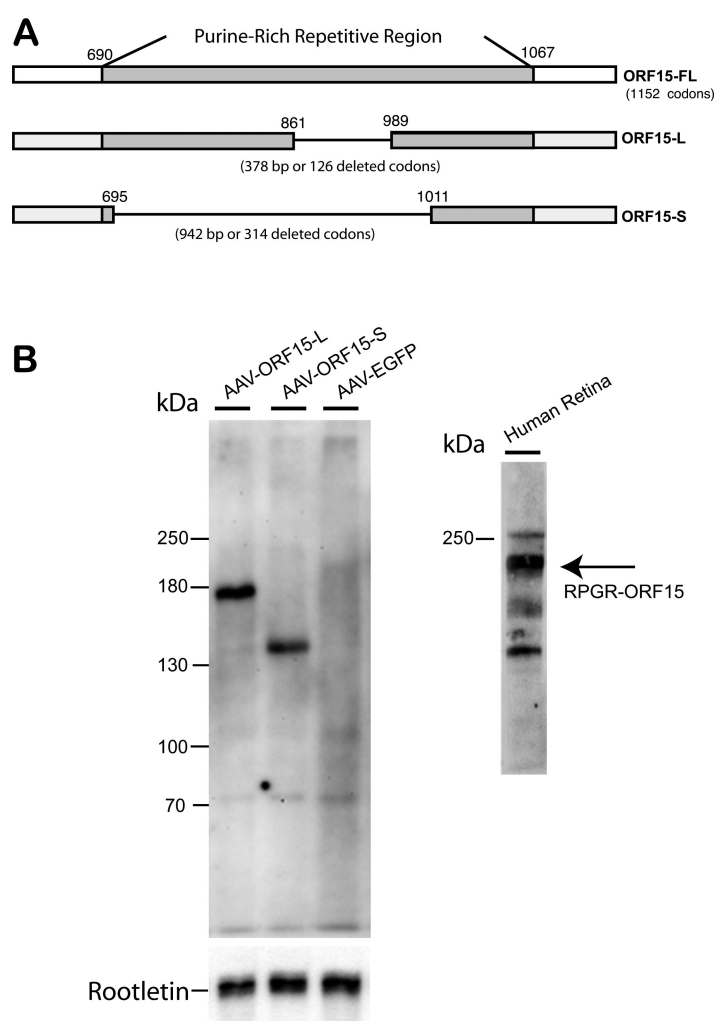 A
Purine-Rich Repetitive Region
690
1067
ORF15-FL
(1152 codons)
861
989
ORF15-L
(378 bp or 126 deleted codons)
695
1011
ORF15-S
(942 bp or 314 deleted codons)
B
kDa
AAV-ORF15-L
AAV-ORF15-S
AAV-EGFP
250
180
130
100
70
Rootletin
kDa
Human Retina
250
RPGR-ORF15